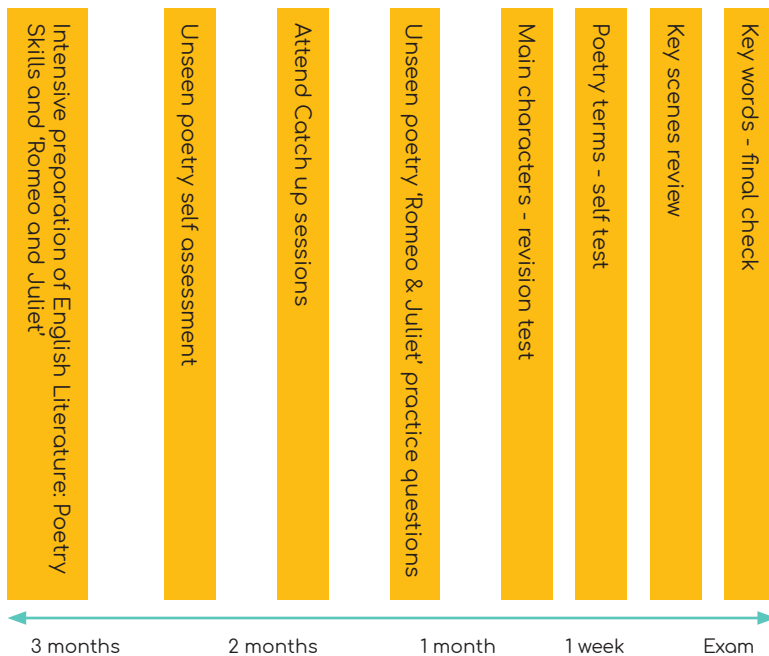 Intensive preparation of English Literature: Poetry
Skills and ‘Romeo and Juliet’
Unseen poetry self assessment
Attend Catch up sessions
Unseen poetry ‘Romeo & Juliet’ practice questions
Main characters - revision test
Poetry terms - self test
Key scenes review
Key words - final check
3 months
2 months
1 month
1 week
Exam